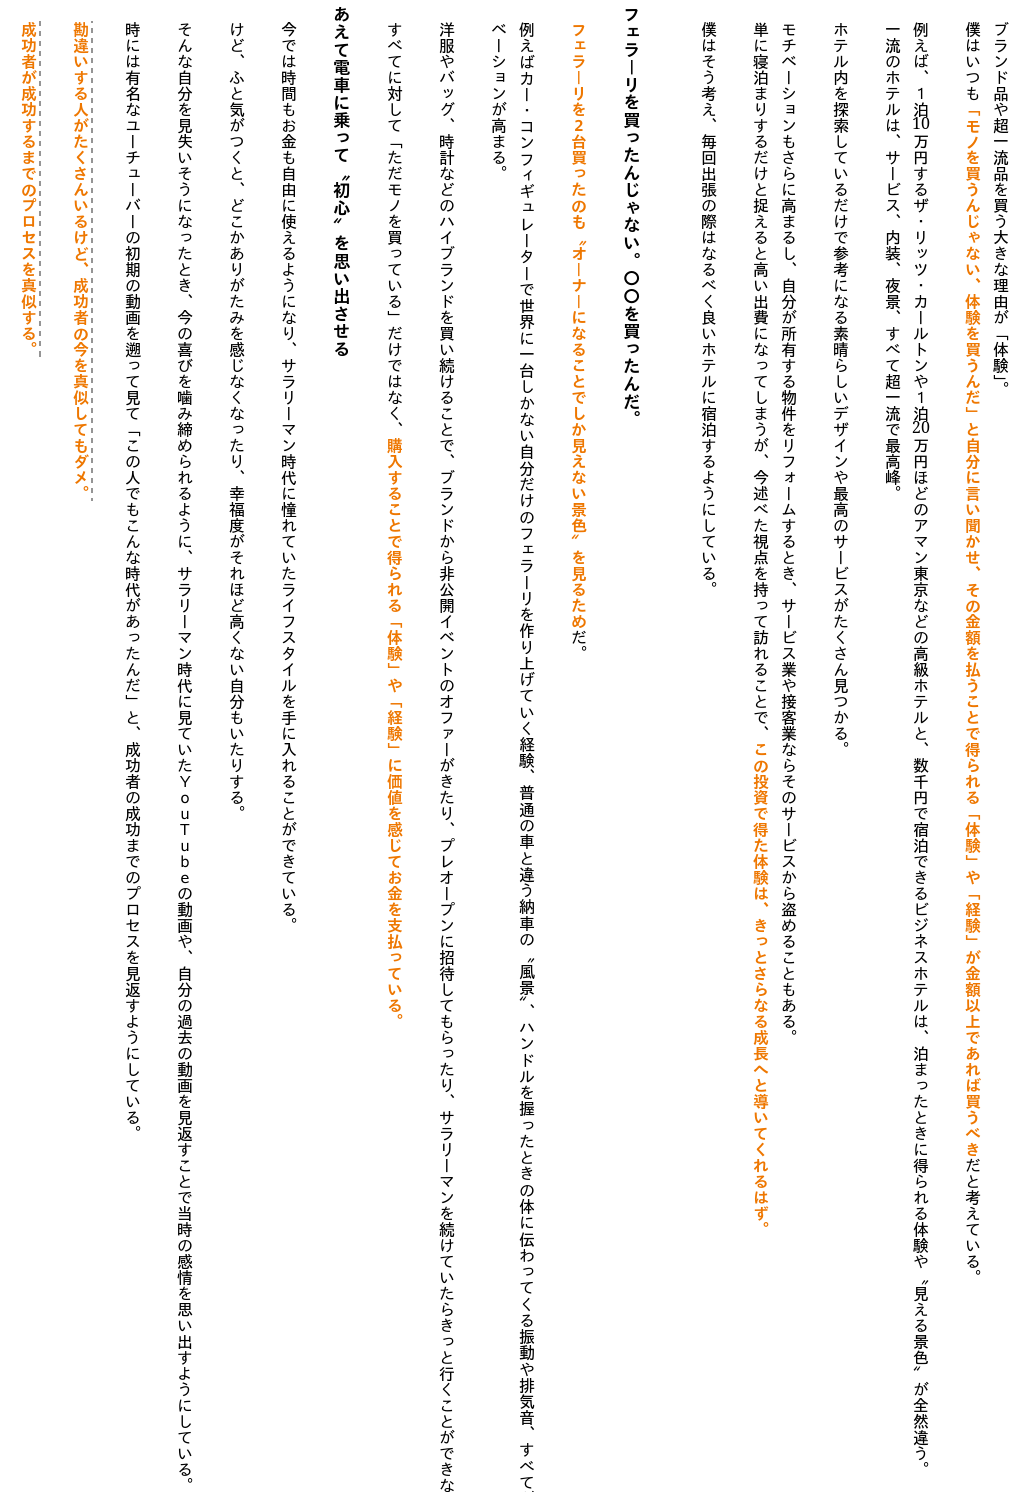 ブランド品や超一流品を買う大きな理由が「体験」。
僕はいつも「モノを買うんじゃない、体験を買うんだ」と自分に言い聞かせ、その金額を払うことで得られる「体験」や「経験」が金額以上であれば買うべきだと考えている。
例えば、１泊10万円するザ・リッツ・カールトンや１泊20万円ほどのアマン東京などの高級ホテルと、数千円で宿泊できるビジネスホテルは、泊まったときに得られる体験や〝見える景色〟が全然違う。
一流のホテルは、サービス、内装、夜景、すべて超一流で最高峰。
ホテル内を探索しているだけで参考になる素晴らしいデザインや最高のサービスがたくさん見つかる。
モチベーションもさらに高まるし、自分が所有する物件をリフォームするとき、サービス業や接客業ならそのサービスから盗めることもある。
単に寝泊まりするだけと捉えると高い出費になってしまうが、今述べた視点を持って訪れることで、この投資で得た体験は、きっとさらなる成長へと導いてくれるはず。
僕はそう考え、毎回出張の際はなるべく良いホテルに宿泊するようにしている。
フェラーリを買ったんじゃない。〇〇を買ったんだ。
フェラーリを２台買ったのも〝オーナーになることでしか見えない景色〟を見るためだ。
例えばカー・コンフィギュレーターで世界に一台しかない自分だけのフェラーリを作り上げていく経験、普通の車と違う納車の〝風景〟、ハンドルを握ったときの体に伝わってくる振動や排気音、すべて
ベーションが高まる。
洋服やバッグ、時計などのハイブランドを買い続けることで、ブランドから非公開イベントのオファーがきたり、プレオープンに招待してもらったり、サラリーマンを続けていたらきっと行くことができな
すべてに対して「ただモノを買っている」だけではなく、購入することで得られる「体験」や「経験」に価値を感じてお金を支払っている。
あえて電車に乗って〝初心〟を思い出させる
今では時間もお金も自由に使えるようになり、サラリーマン時代に憧れていたライフスタイルを手に入れることができている。
けど、ふと気がつくと、どこかありがたみを感じなくなったり、幸福度がそれほど高くない自分もいたりする。
そんな自分を見失いそうになったとき、今の喜びを噛み締められるように、サラリーマン時代に見ていたＹｏｕＴｕｂｅの動画や、自分の過去の動画を見返すことで当時の感情を思い出すようにしている。
時には有名なユーチューバーの初期の動画を遡って見て「この人でもこんな時代があったんだ」と、成功者の成功までのプロセスを見返すようにしている。
勘違いする人がたくさんいるけど、成功者の今を真似してもダメ。
成功者が成功するまでのプロセスを真似する。